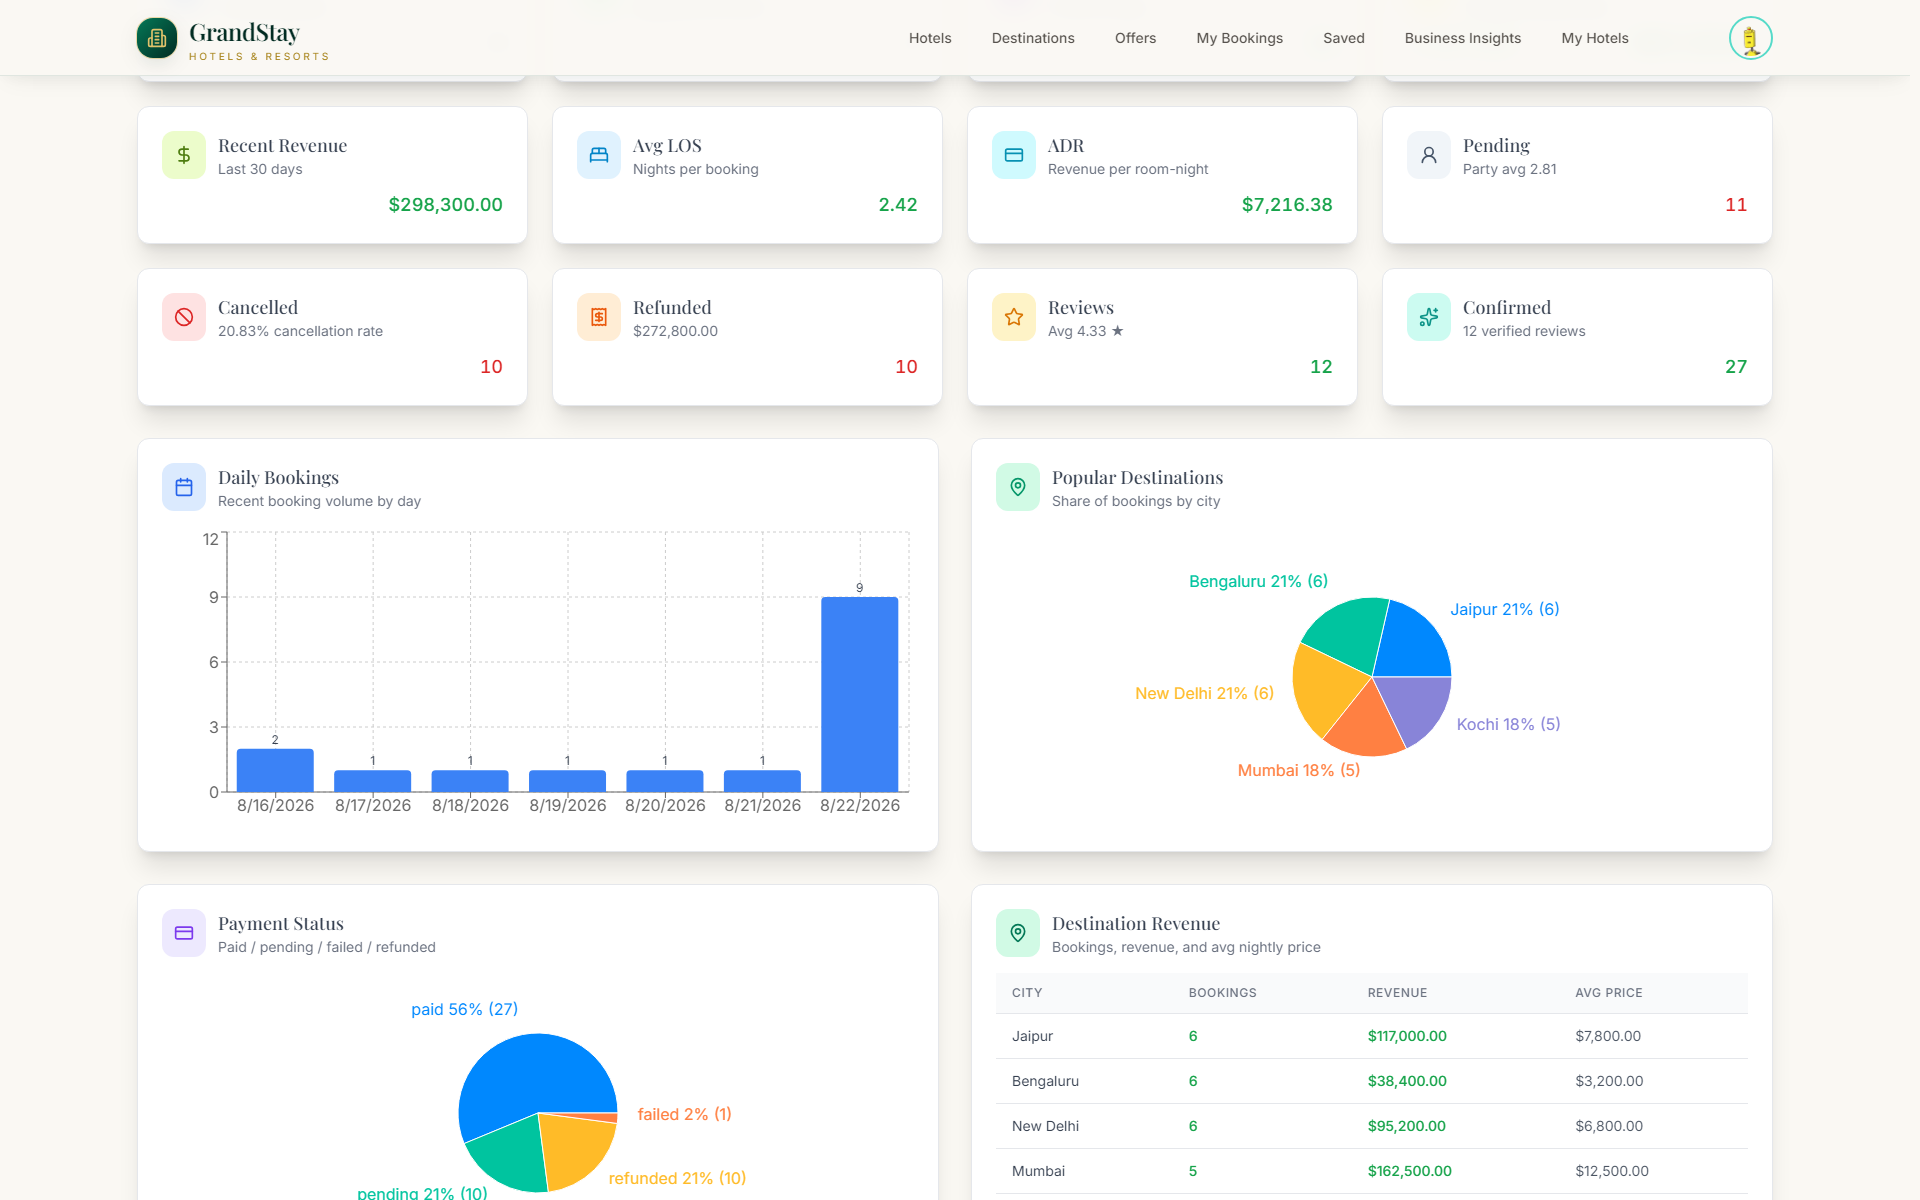 GrandStay
HOTELS & RESORTS
Hotels
Destinations
Offers
My Bookings
Saved
Business Insights
My Hotels
Recent Revenue
Last 30 days
$298,300.00
Avg LOS
Nights per booking
2.42
ADR
Revenue per room-night
$7,216.38
Pending
Party avg 2.81
11
Cancelled
20.83% cancellation rate
10
Refunded
$272,800.00
10
Reviews
Avg 4.33 ★
12
Confirmed
12 verified reviews
27
Daily Bookings
Recent booking volume by day
12
9
6
3
0
2
1
1
1
1
1
9
8/16/2026
8/17/2026
8/18/2026
8/19/2026
8/20/2026
8/21/2026
8/22/2026
Popular Destinations
Share of bookings by city
Bengaluru 21% (6)
Jaipur 21% (6)
New Delhi 21% (6)
Kochi 18% (5)
Mumbai 18% (5)
Payment Status
Paid / pending / failed / refunded
paid 56% (27)
failed 2% (1)
refunded 21% (10)
pending 21% (10)
Destination Revenue
Bookings, revenue, and avg nightly price
CITY BOOKINGS REVENUE AVG PRICE
Jaipur 6 $117,000.00 $7,800.00
Bengaluru 6 $38,400.00 $3,200.00
New Delhi 6 $95,200.00 $6,800.00
Mumbai 5 $162,500.00 $12,500.00